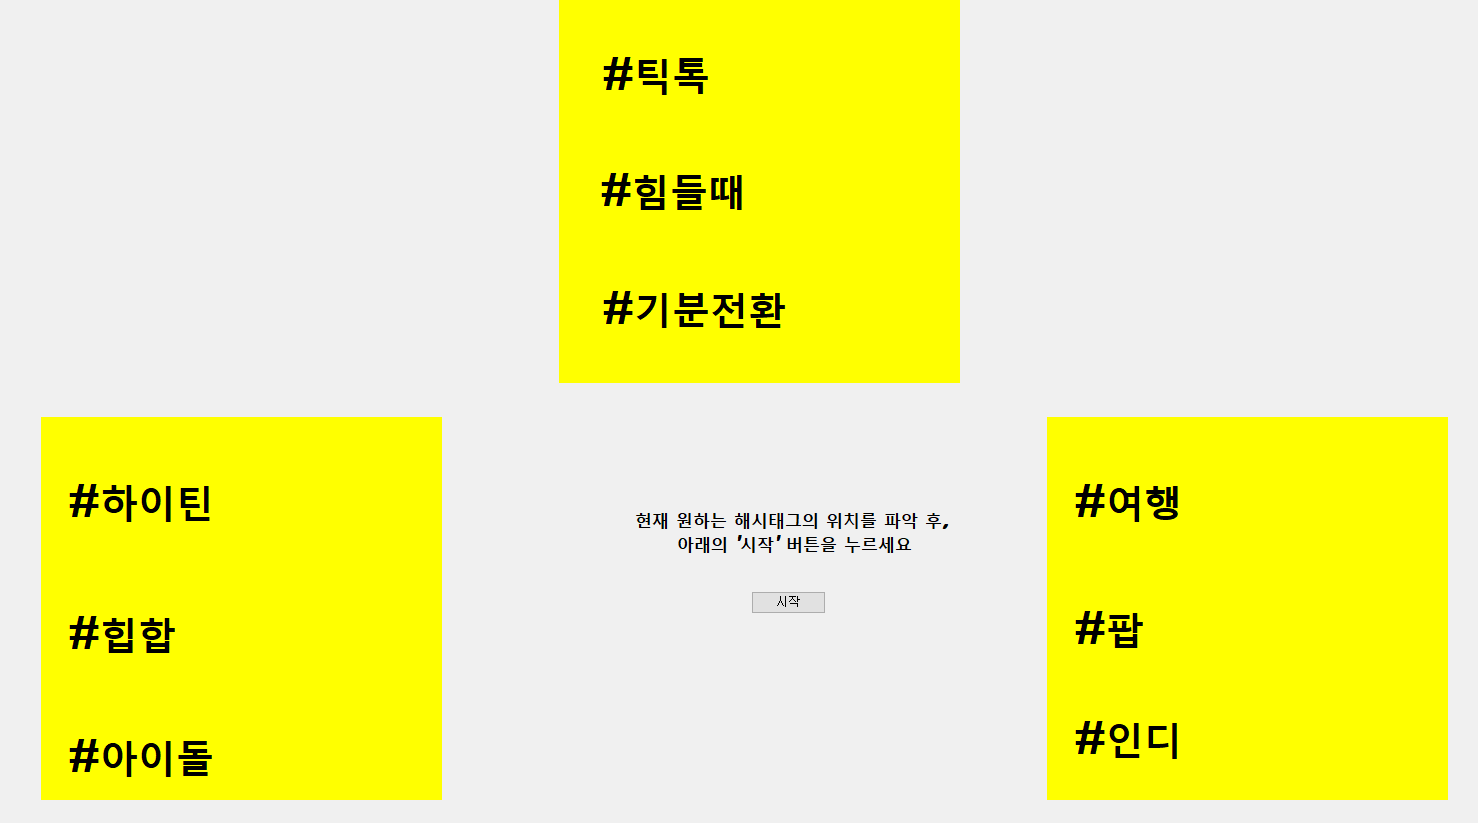 #틱톡
#힘들때
#기분전환
#하이틴
#힙합
#아이돌
현재 원하는 해시태그의 위치를 파악 후,
아래의 '시작' 버튼을 누르세요
시작
#여행
#팝
#인디